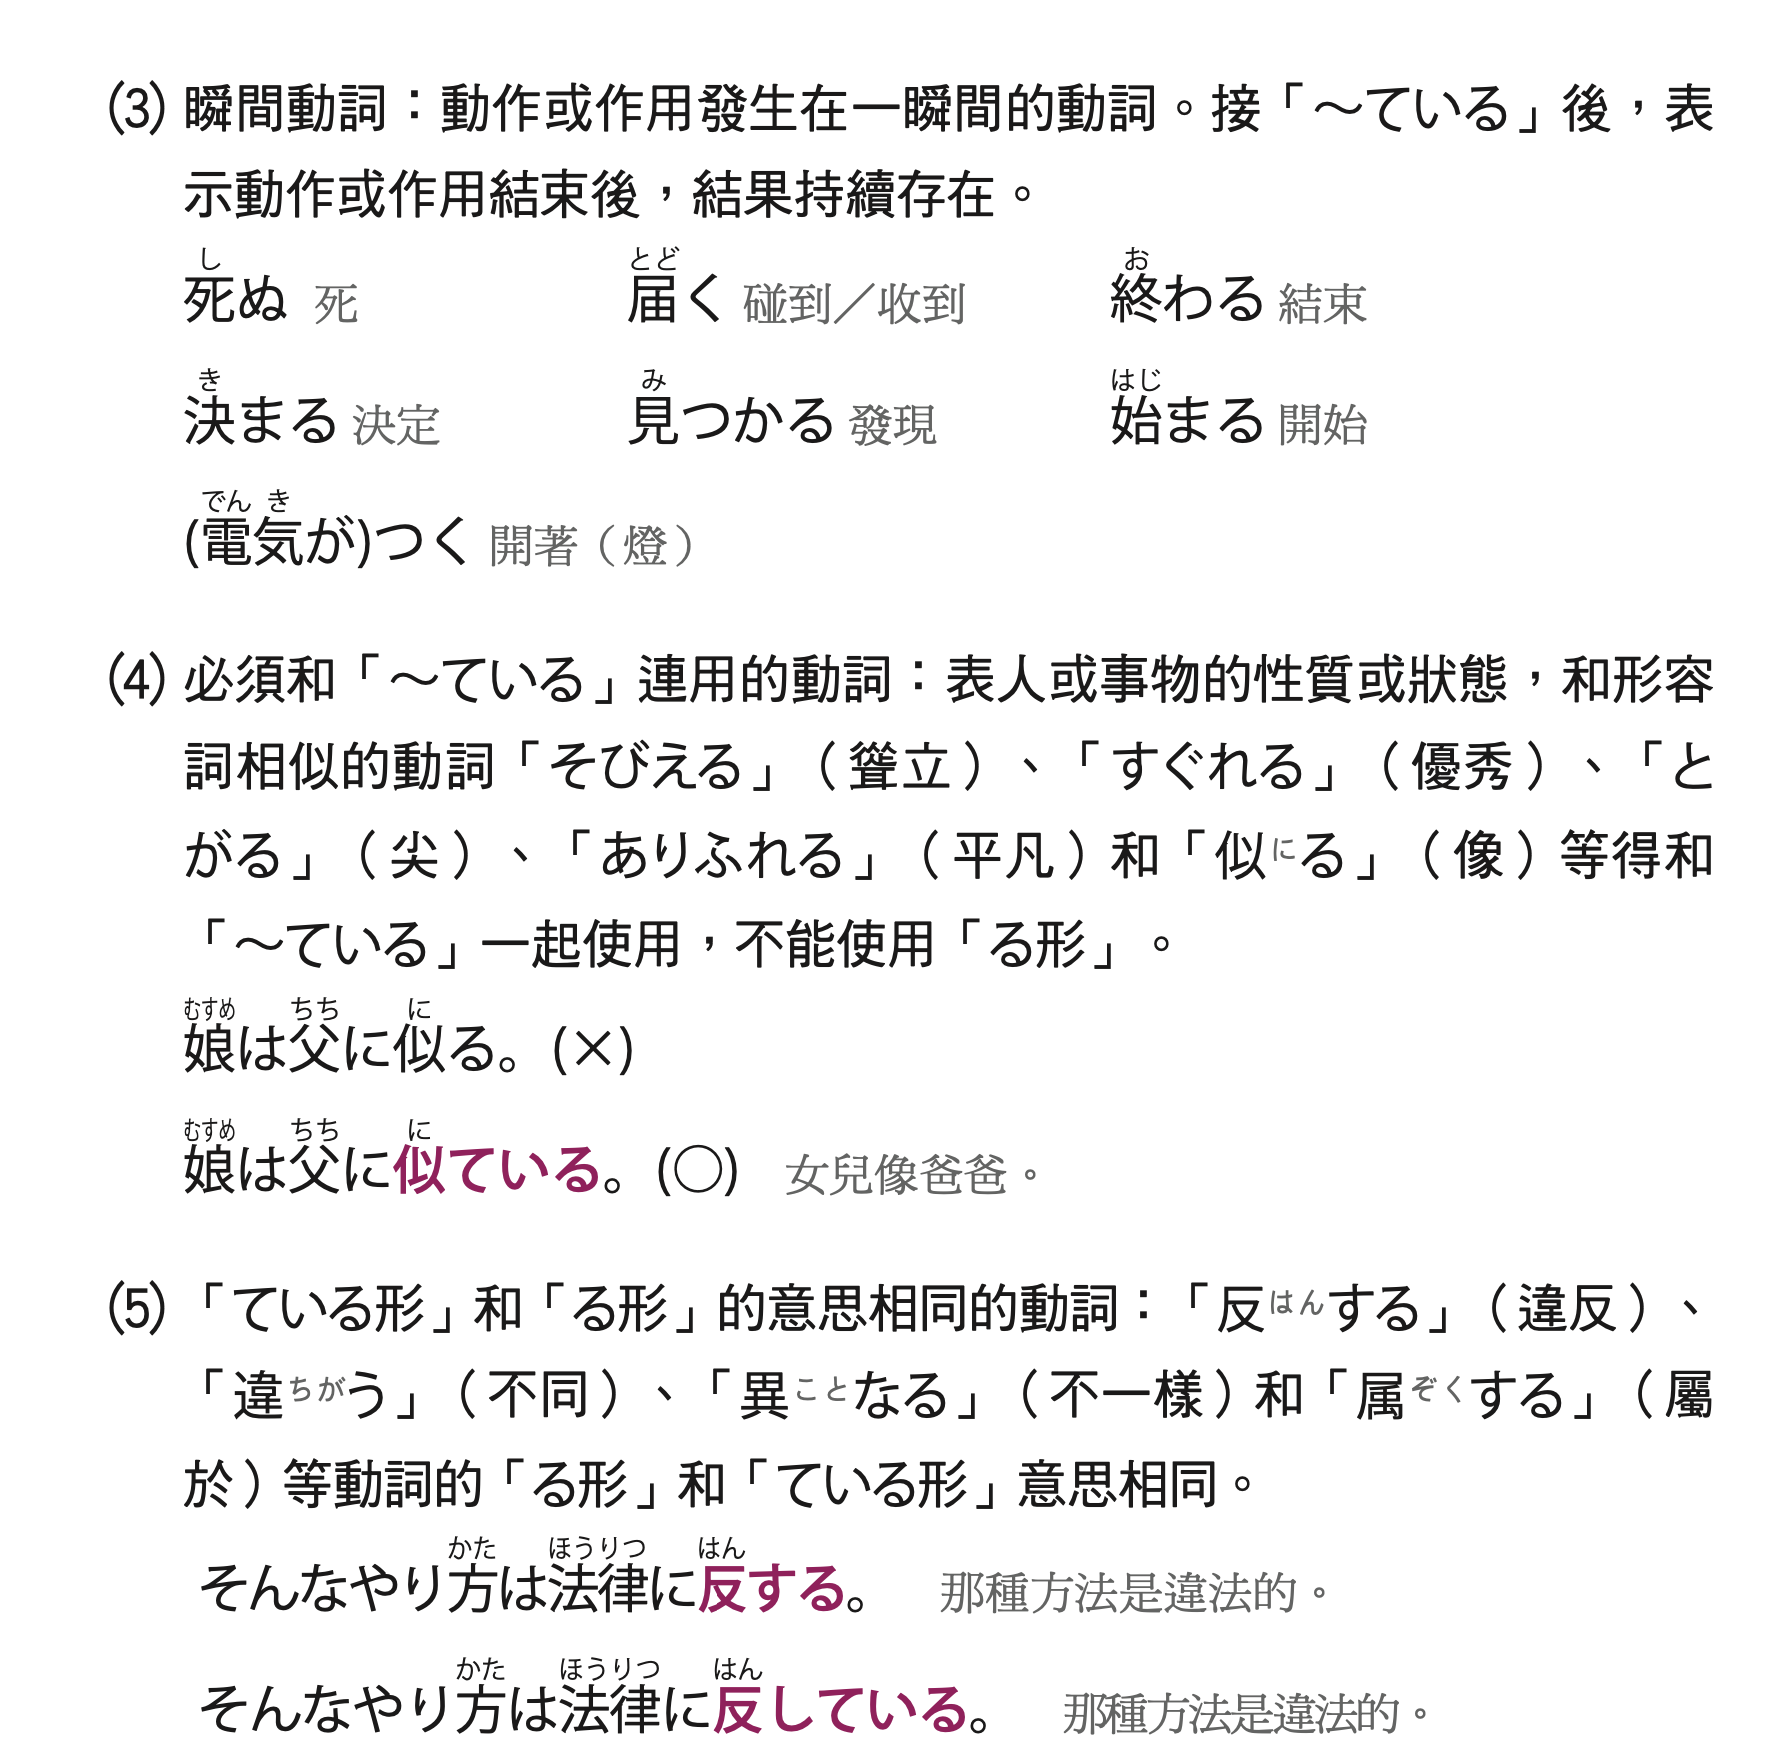 (3) 瞬間動詞：動作或作用發生在一瞬間的動詞。接「～ている」後，表
示動作或作用結束後，結果持續存在。
し とど お
死ぬ 死 届く 碰到／收到 終わる 結束
き み はじ
決まる 決定 見つかる 發現 始まる 開始
でん き
(電気が)つく 開著（燈）
(4) 必須和「～ている」連用的動詞：表人或事物的性質或狀態，和形容
詞相似的動詞「そびえる」（聳立）、「すぐれる」（優秀）、「と
がる」（尖）、「ありふれる」（平凡）和「似にる」（像）等得和
「～ている」一起使用，不能使用「る形」。
むすめ ちち に
娘は父に似る。(×)
むすめ ちち に
娘は父に似ている。(○) 女兒像爸爸。
(5)「ている形」和「る形」的意思相同的動詞：「反はんする」（違反）、
「違ちがう」（不同）、「異ことなる」（不一樣）和「属ぞくする」（屬
於）等動詞的「る形」和「ている形」意思相同。
かた ほうりつ はん
そんなやり方は法律に反する。 那種方法是違法的。
かた ほうりつ はん
そんなやり方は法律に反している。 那種方法是違法的。